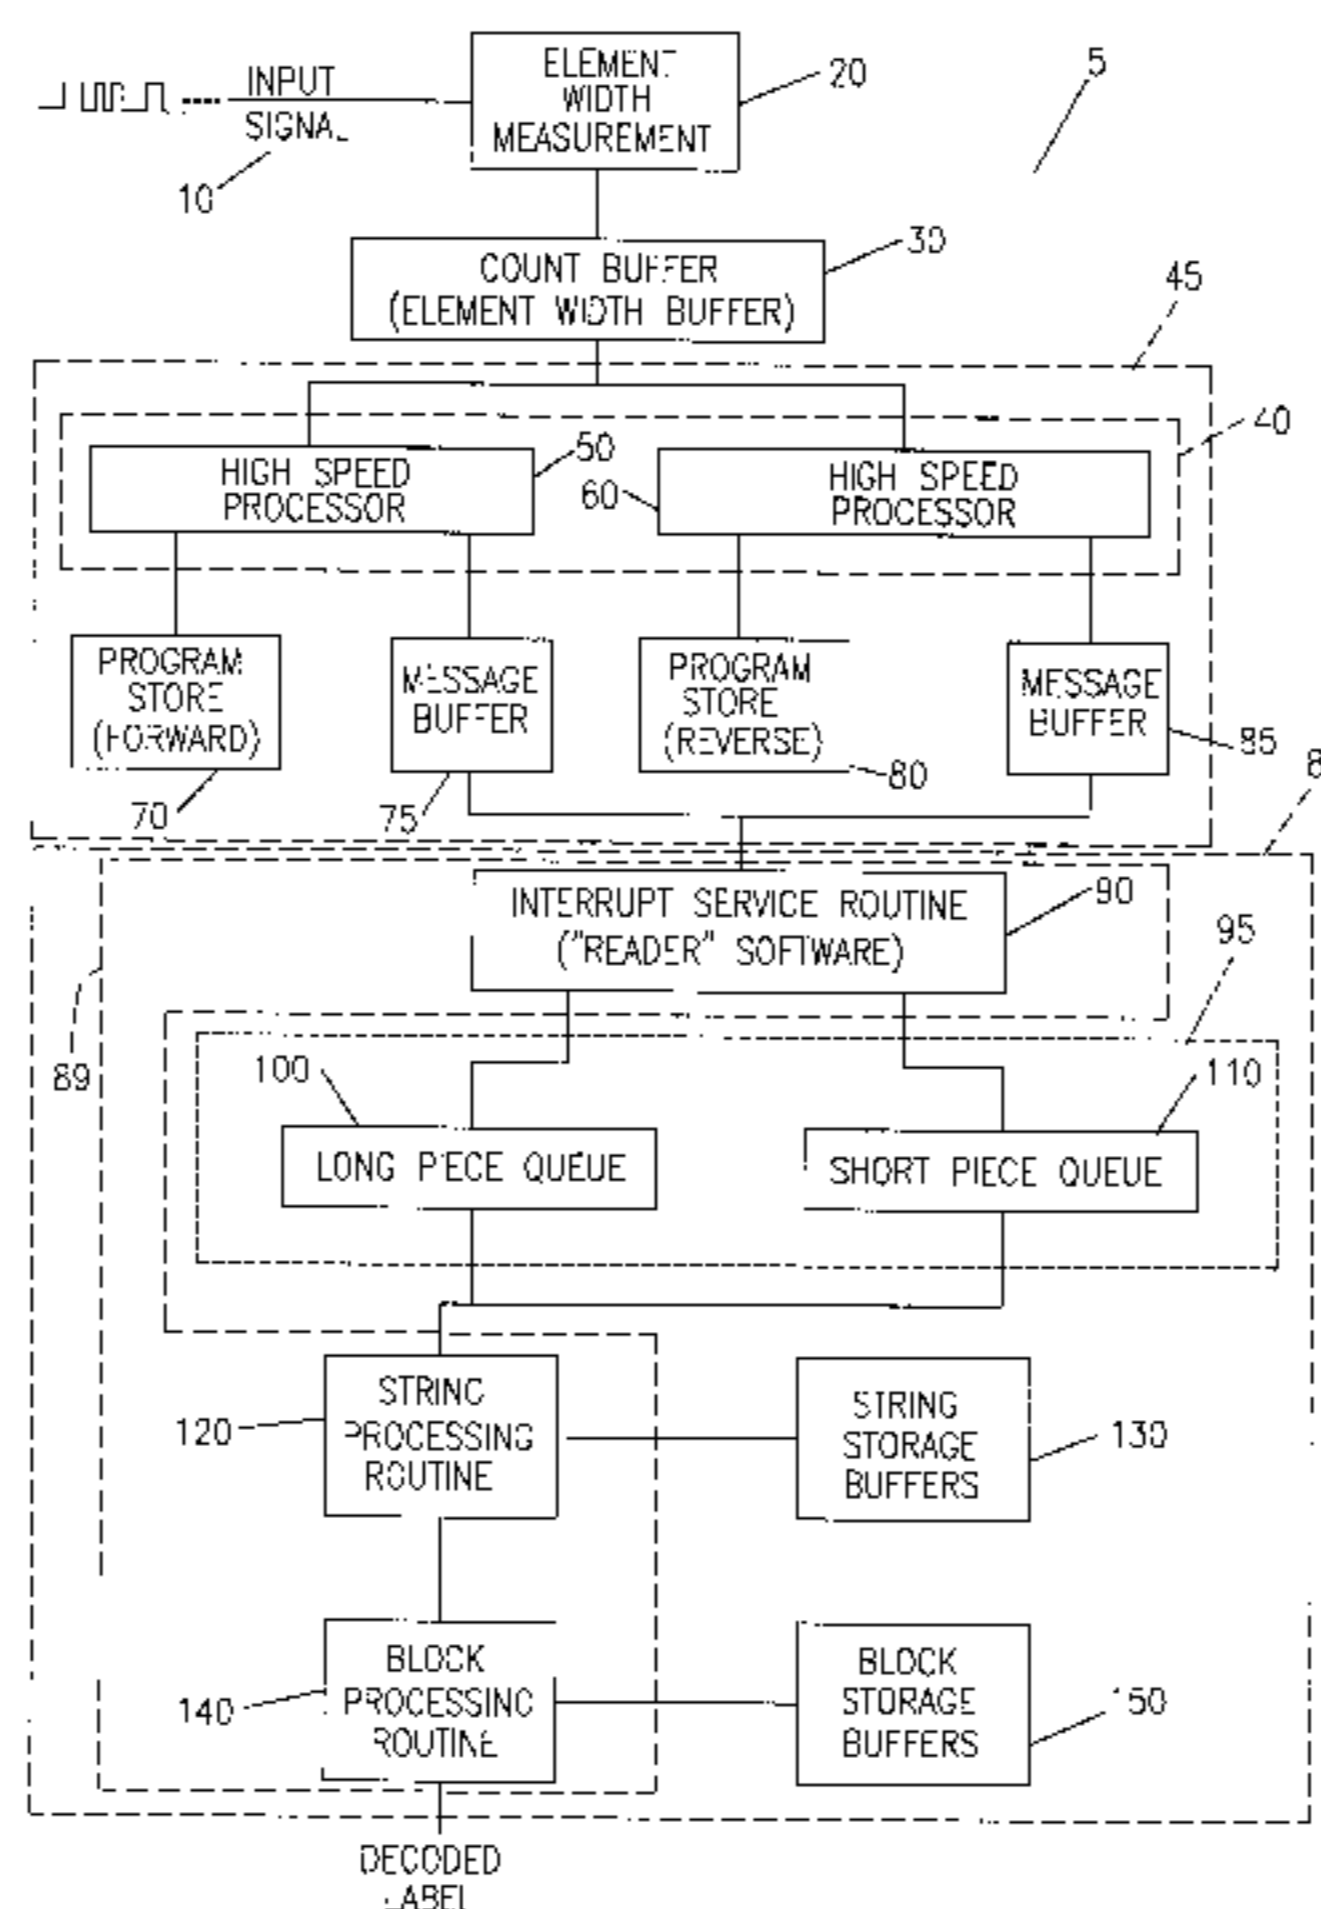 INPUT
SIGNAL
10
ELEMENT
WIDTH
MEASUREMENT
20
5
COUNT BUFFER
(ELEMENT WIDTH BUFFER)
30
45
40
HIGH SPEED
PROCESSOR
50
60
HIGH SPEED
PROCESSOR
PROGRAM
STORE
(FORWARD)
70
MESSAGE
BUFFER
75
PROGRAM
STORE
(REVERSE)
80
MESSAGE
BUFFER
85
8
INTERRUPT SERVICE ROUTINE
("READER" SOFTWARE)
90
95
89
100
LONG PIECE QUEUE
110
SHORT PIECE QUEUE
120
STRING
PROCESSING
ROUTINE
STRING
STORAGE
BUFFERS
130
140
BLOCK
PROCESSING
ROUTINE
BLOCK
STORAGE
BUFFERS
150
DECODED
LABEL